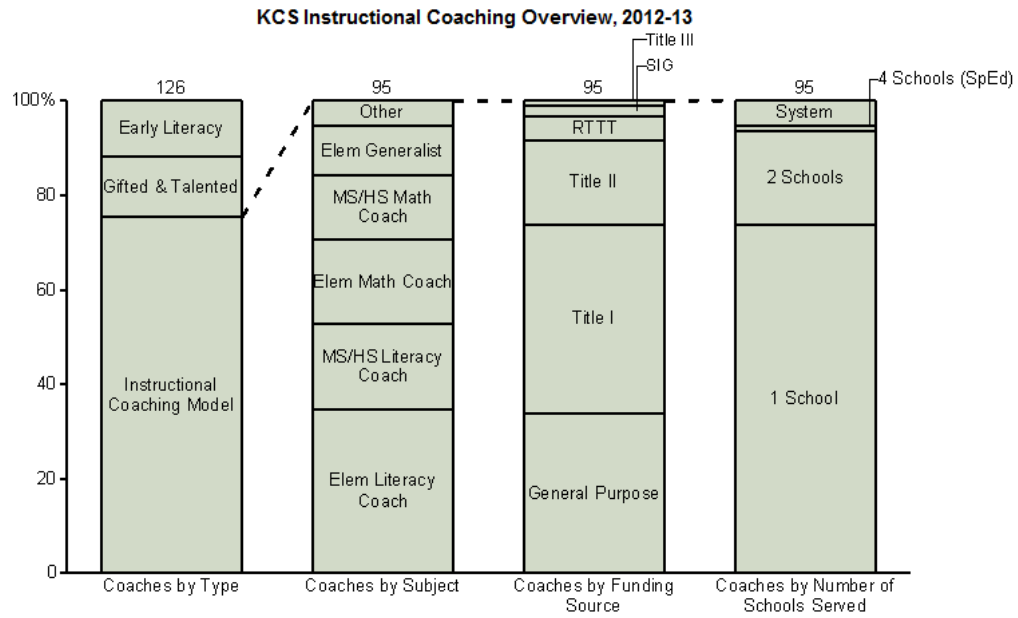 KCS Instructional Coaching Overview, 2012-13
Title III
SIG
4 Schools (SpEd)
126
95
95
95
100%
80
60
40
20
0
Early Literacy
Gifted & Talented
Instructional
Coaching Model
Other
Elem Generalist
MS/HS Math
Coach
Elem Math Coach
MS/HS Literacy
Coach
Elem Literacy
Coach
RTTT
Title II
Title I
General Purpose
System
2 Schools
1 School
Coaches by Type
Coaches by Subject
Coaches by Funding
Source
Coaches by Number of
Schools Served